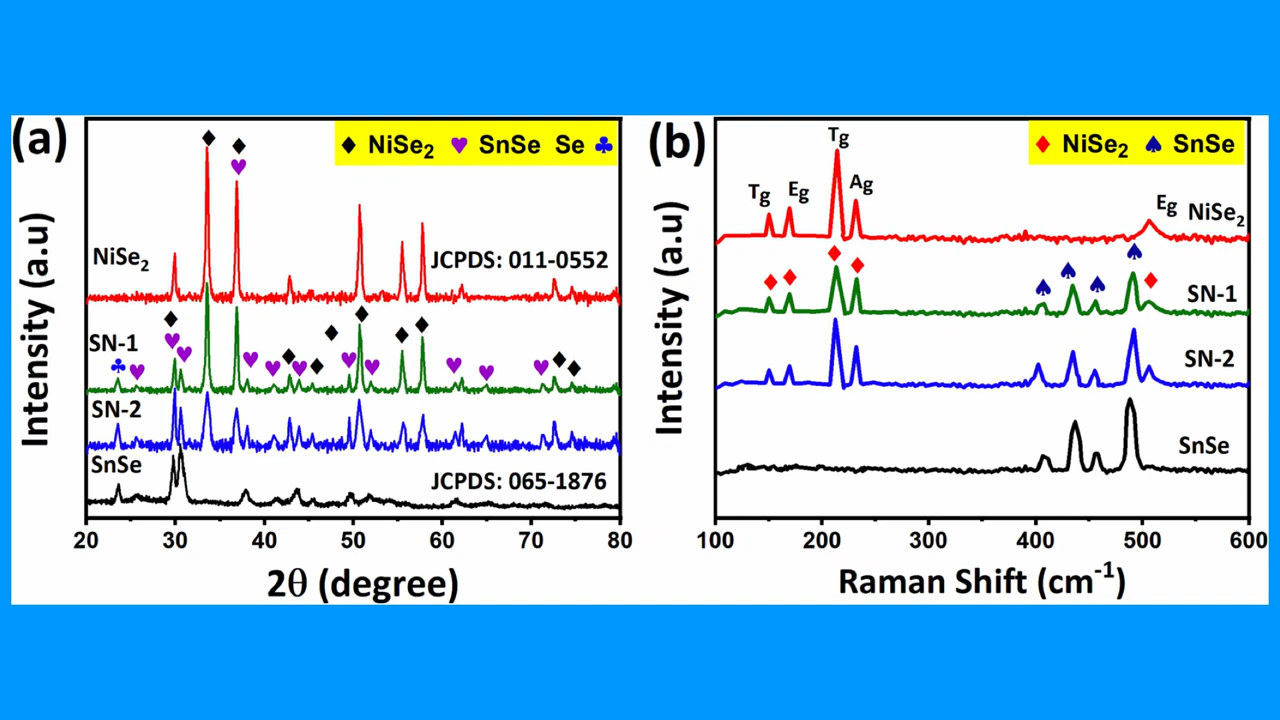 (a)
♦ NiSe2 ♥ SnSe Se ♣
NiSe2
JCPDS: 011-0552
SN-1
SN-2
SnSe
JCPDS: 065-1876
Intensity (a.u)
20 30 40 50 60 70 80
2θ (degree)
(b)
♦ NiSe2 ♠ SnSe
Tg
Tg Eg Ag
Eg NiSe2
SN-1
SN-2
SnSe
Intensity (a.u)
100 200 300 400 500 600
Raman Shift (cm-1)